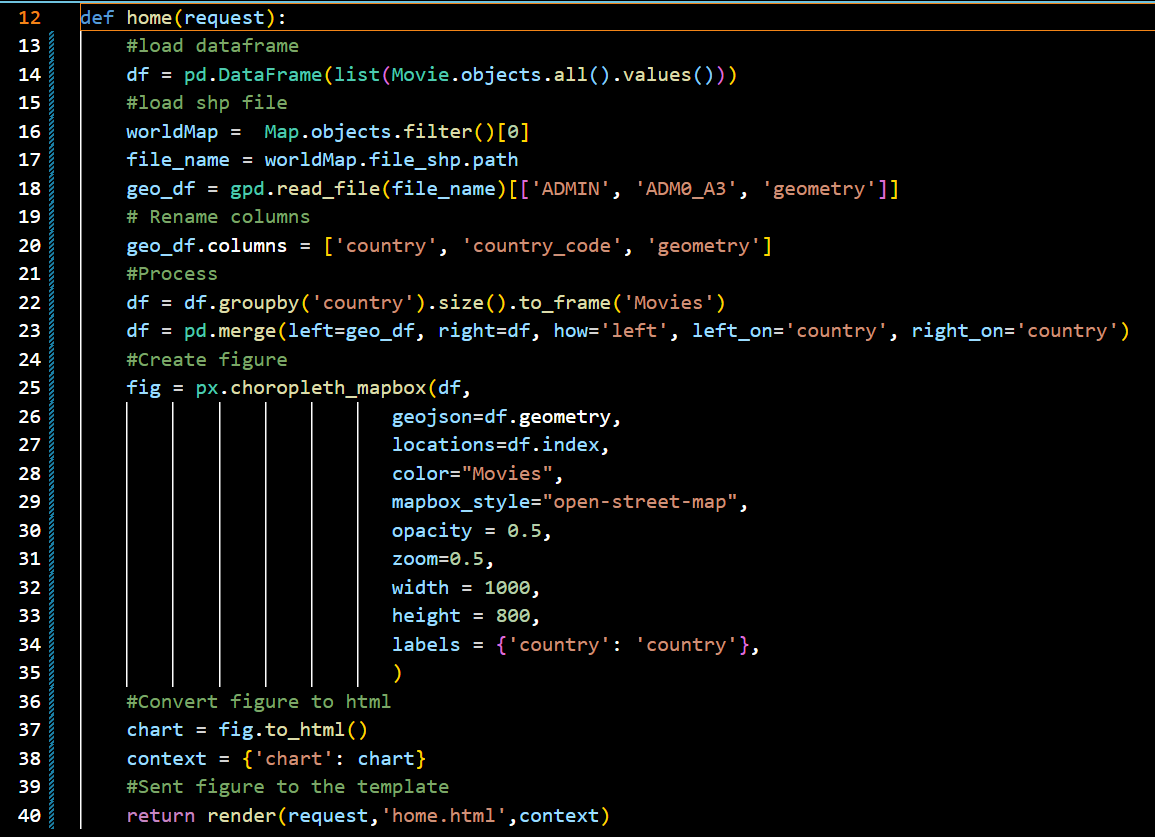 12 def home(request):
13     #load dataframe
14     df = pd.DataFrame(list(Movie.objects.all().values()))
15     #load shp file
16     worldMap =  Map.objects.filter()[0]
17     file_name = worldMap.file_shp.path
18     geo_df = gpd.read_file(file_name)[['ADMIN', 'ADM0_A3', 'geometry']]
19     # Rename columns
20     geo_df.columns = ['country', 'country_code', 'geometry']
21     #Process
22     df = df.groupby('country').size().to_frame('Movies')
23     df = pd.merge(left=geo_df, right=df, how='left', left_on='country', right_on='country')
24     #Create figure
25     fig = px.choropleth_mapbox(df,
26                            geojson=df.geometry,
27                            locations=df.index,
28                            color="Movies",
29                            mapbox_style="open-street-map",
30                            opacity = 0.5,
31                            zoom=0.5,
32                            width = 1000,
33                            height = 800,
34                            labels = {'country': 'country'},
35                            )
36     #Convert figure to html
37     chart = fig.to_html()
38     context = {'chart': chart}
39     #Sent figure to the template
40     return render(request,'home.html',context)